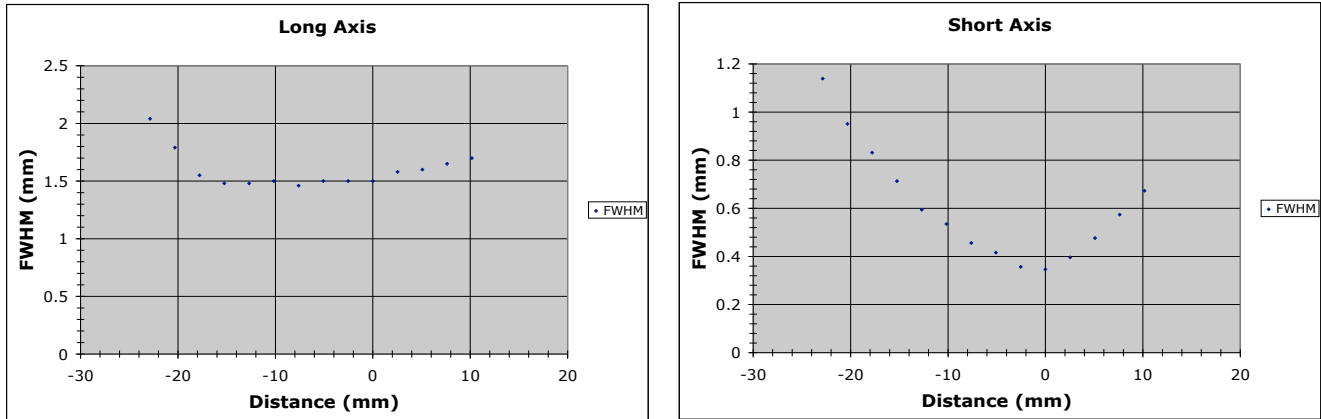 Long Axis
2.5
2
1.5
1
0.5
0
-30 -20 -10 0 10 20
FWHM (mm)
Distance (mm)
FWHM
Short Axis
1.2
1
0.8
0.6
0.4
0.2
0
-30 -20 -10 0 10 20
FWHM (mm)
Distance (mm)
FWHM